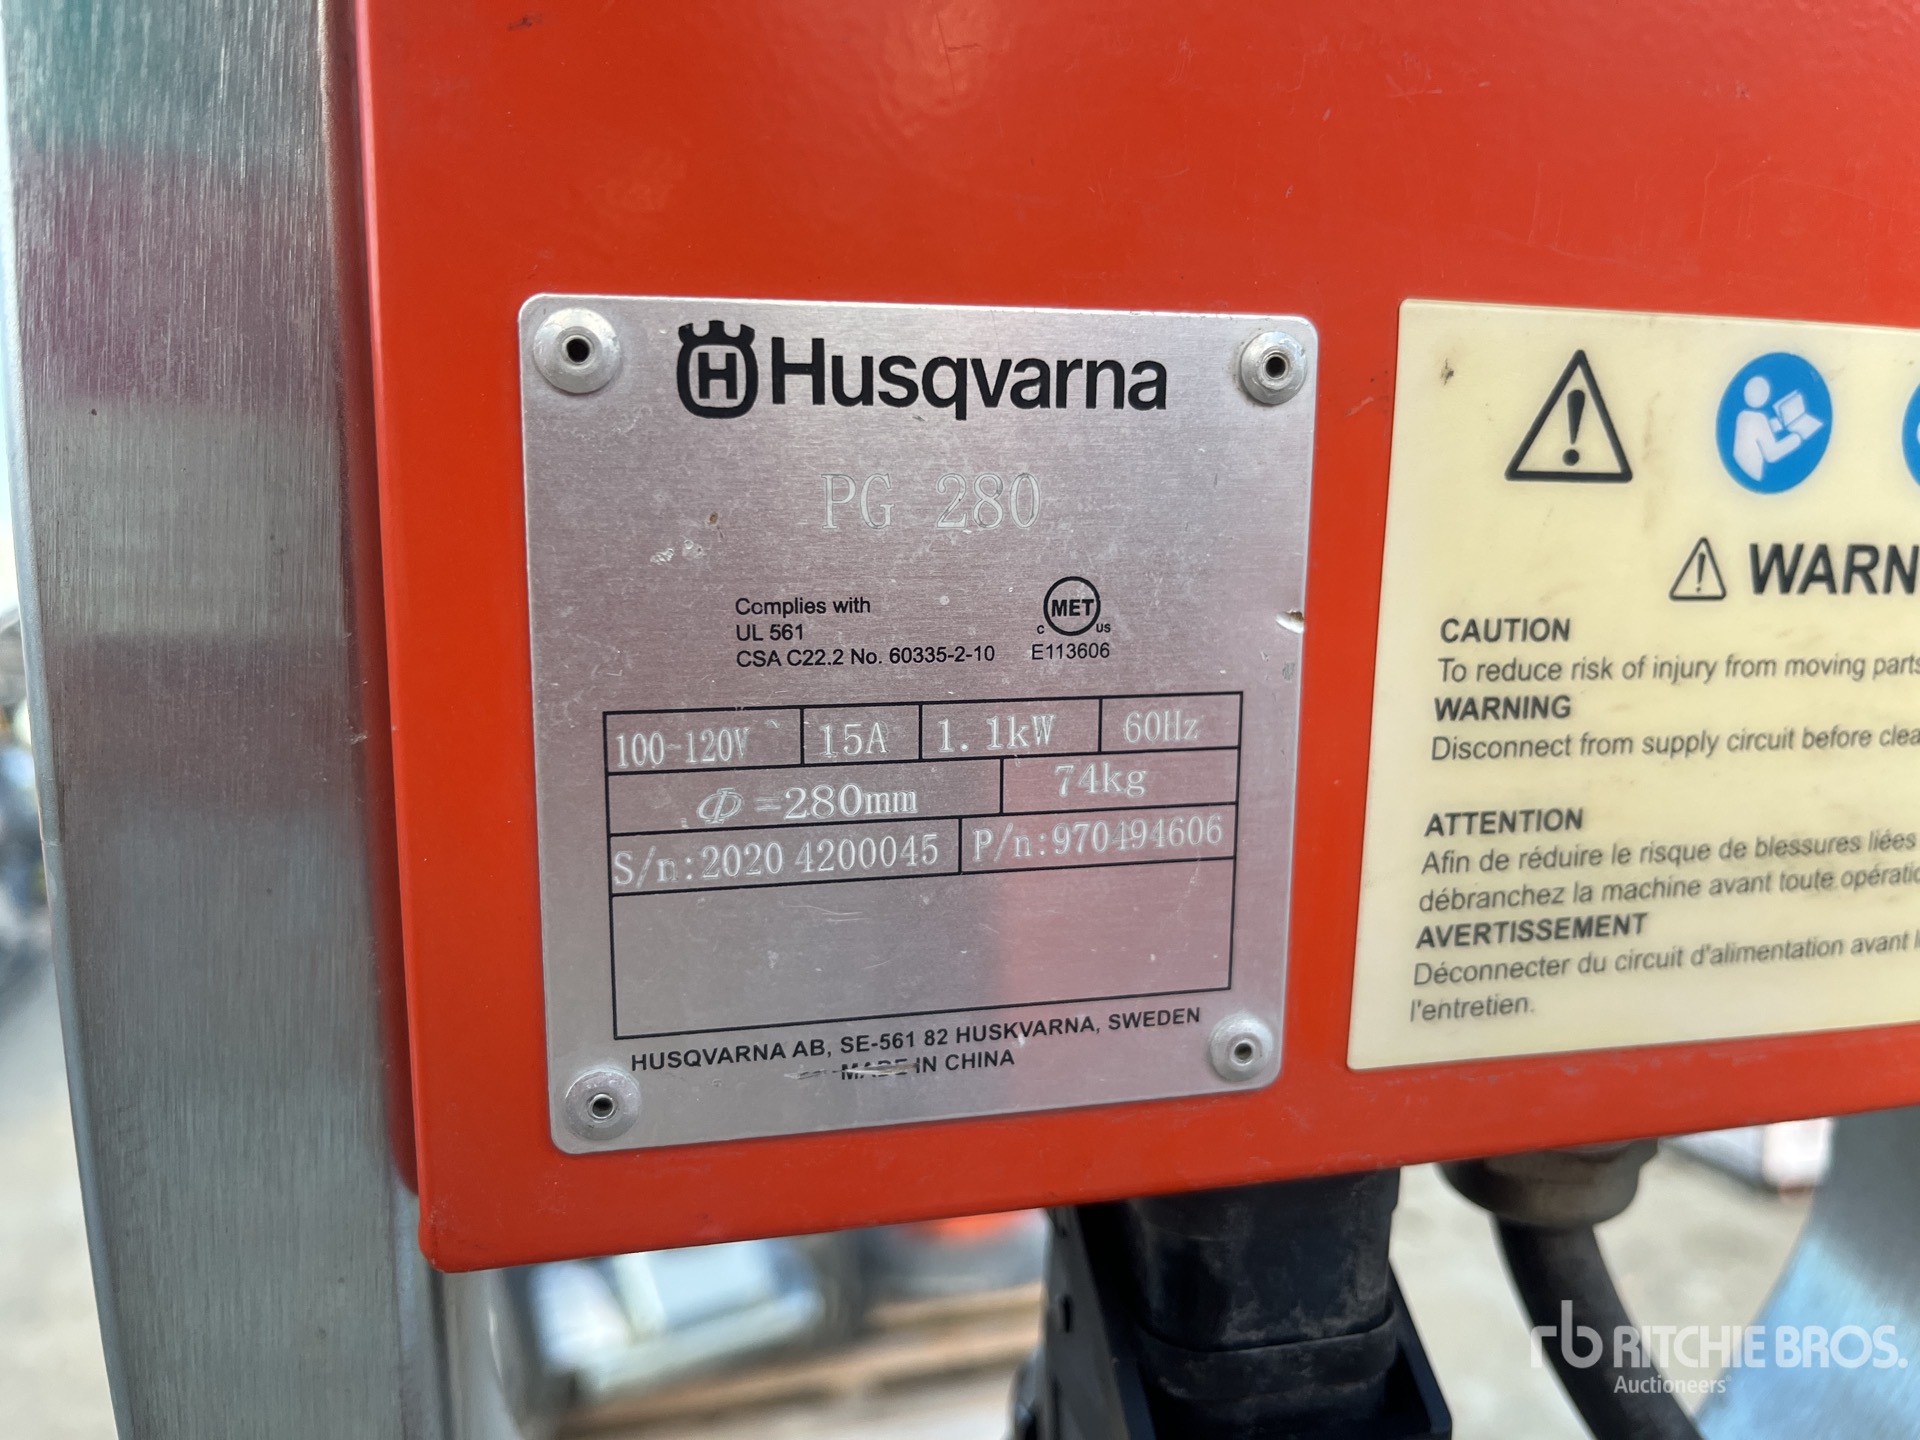 Husqvarna
PG 280
Complies with
UL 561
CSA C22.2 No. 60335-2-10
MET
C US
E113606
100-120V 15A 1.1kW 60Hz
Φ=280mm 74kg
S/n:2020 4200045 P/n:970494606
HUSQVARNA AB, SE-561 82 HUSKVARNA, SWEDEN
MADE IN CHINA
WARN
CAUTION
To reduce risk of injury from moving parts
WARNING
Disconnect from supply circuit before clea
ATTENTION
Afin de réduire le risque de blessures liées
débranchez la machine avant toute opératio
AVERTISSEMENT
Déconnecter du circuit d'alimentation avant l
l'entretien.
rb RITCHIE BROS.
Auctioneers